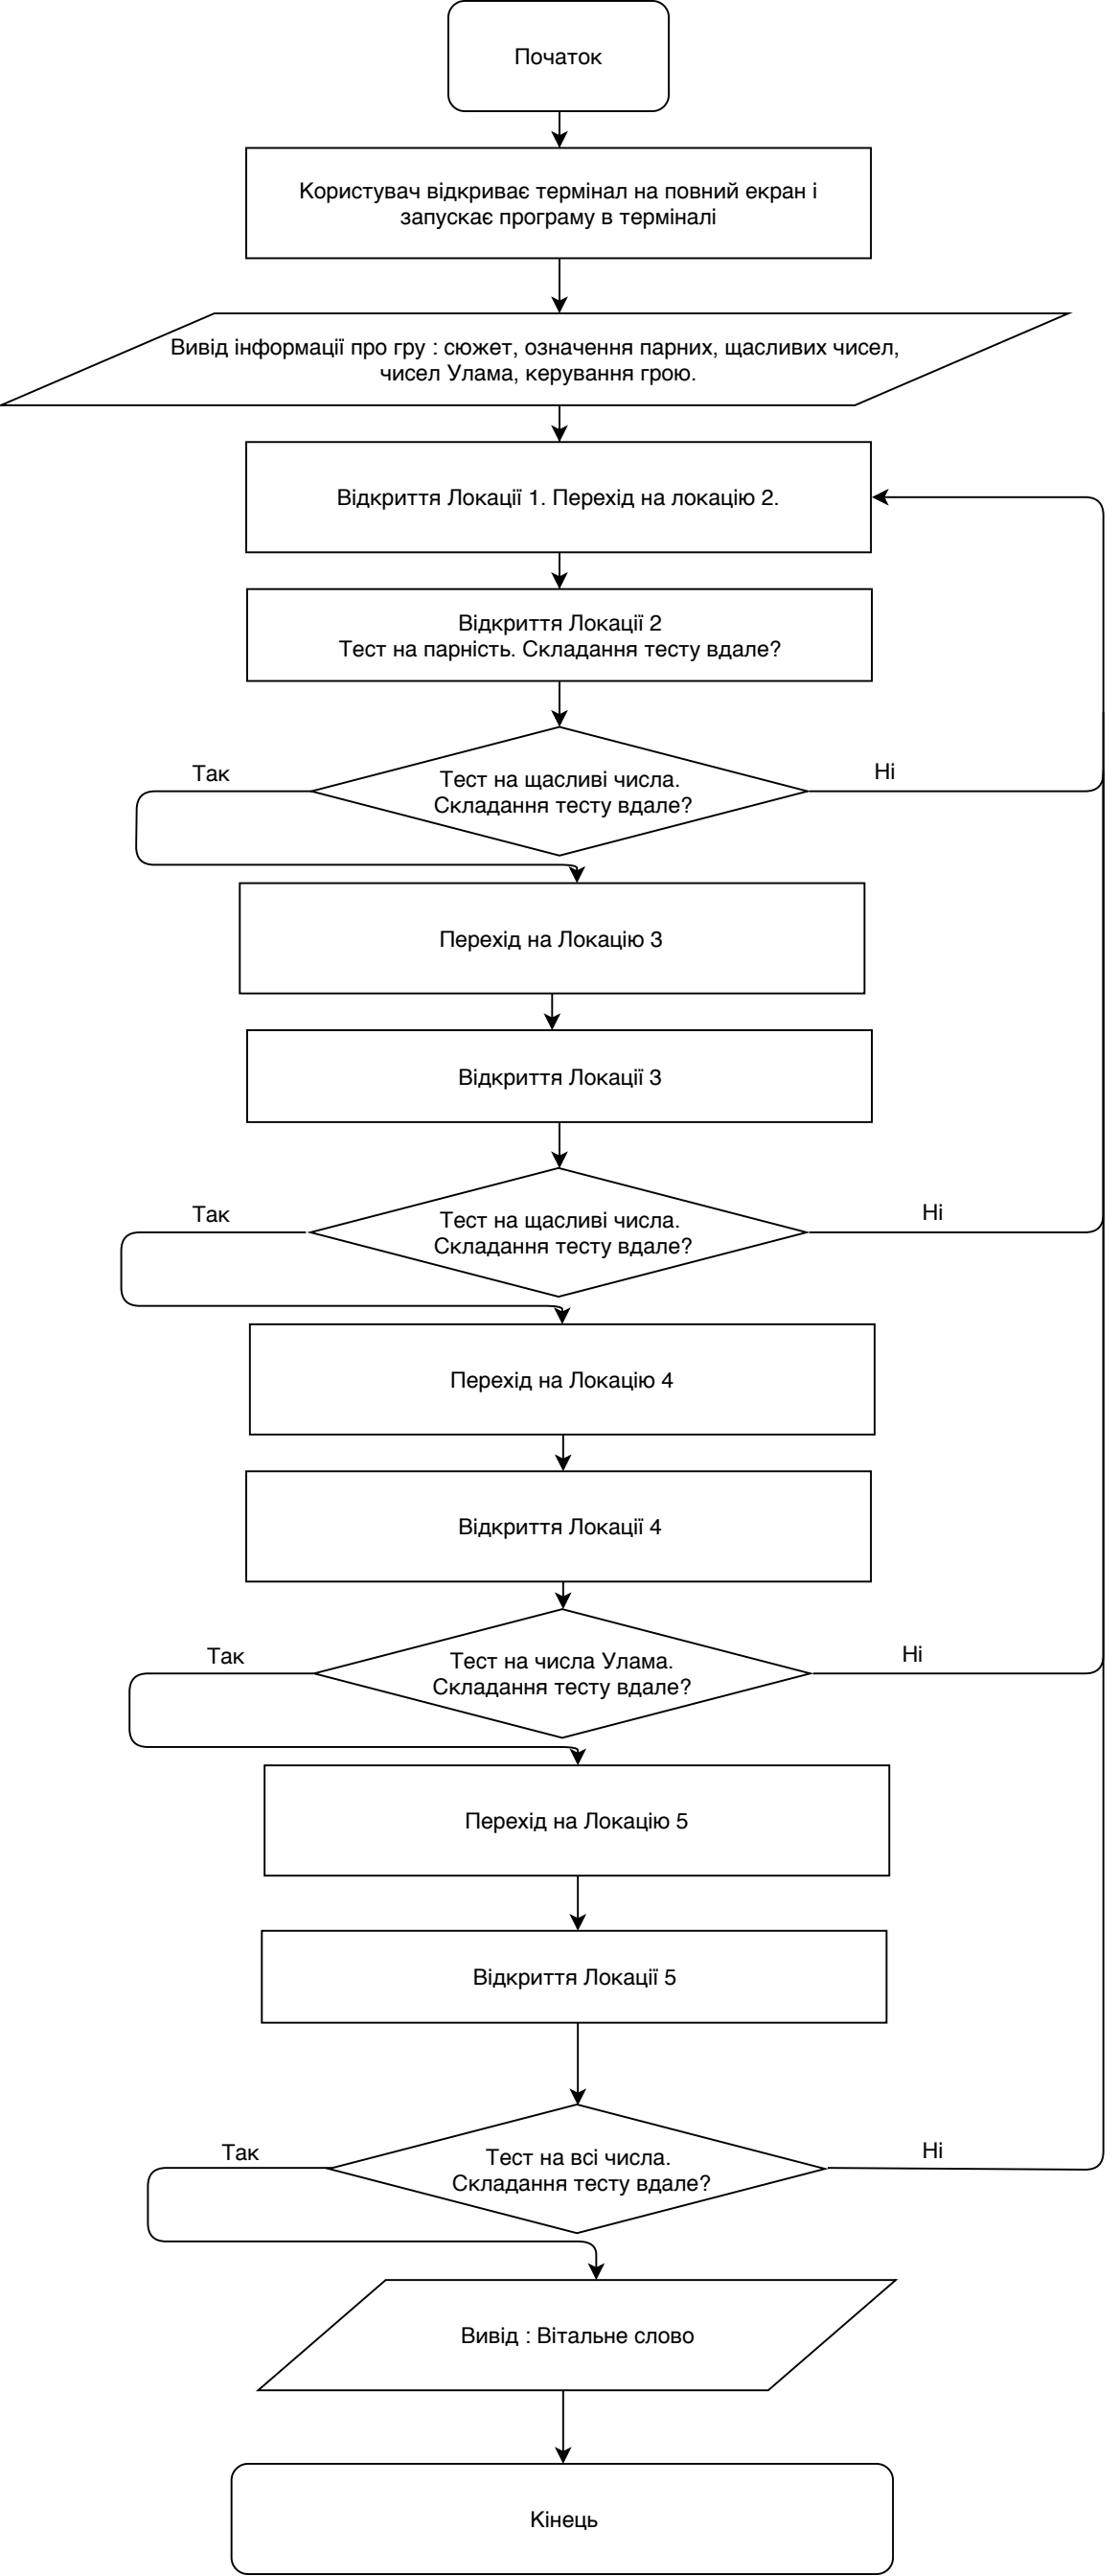 Початок
Користувач відкриває термінал на повний екран і
запускає програму в терміналі
Вивід інформації про гру : сюжет, означення парних, щасливих чисел,
чисел Улама, керування грою.
Відкриття Локації 1. Перехід на локацію 2.
Відкриття Локації 2
Тест на парність. Складання тесту вдале?
Так
Ні
Тест на щасливі числа.
Складання тесту вдале?
Перехід на Локацію 3
Відкриття Локації 3
Так
Ні
Тест на щасливі числа.
Складання тесту вдале?
Перехід на Локацію 4
Відкриття Локації 4
Так
Ні
Тест на числа Улама.
Складання тесту вдале?
Перехід на Локацію 5
Відкриття Локації 5
Так
Ні
Тест на всі числа.
Складання тесту вдале?
Вивід : Вітальне слово
Кінець